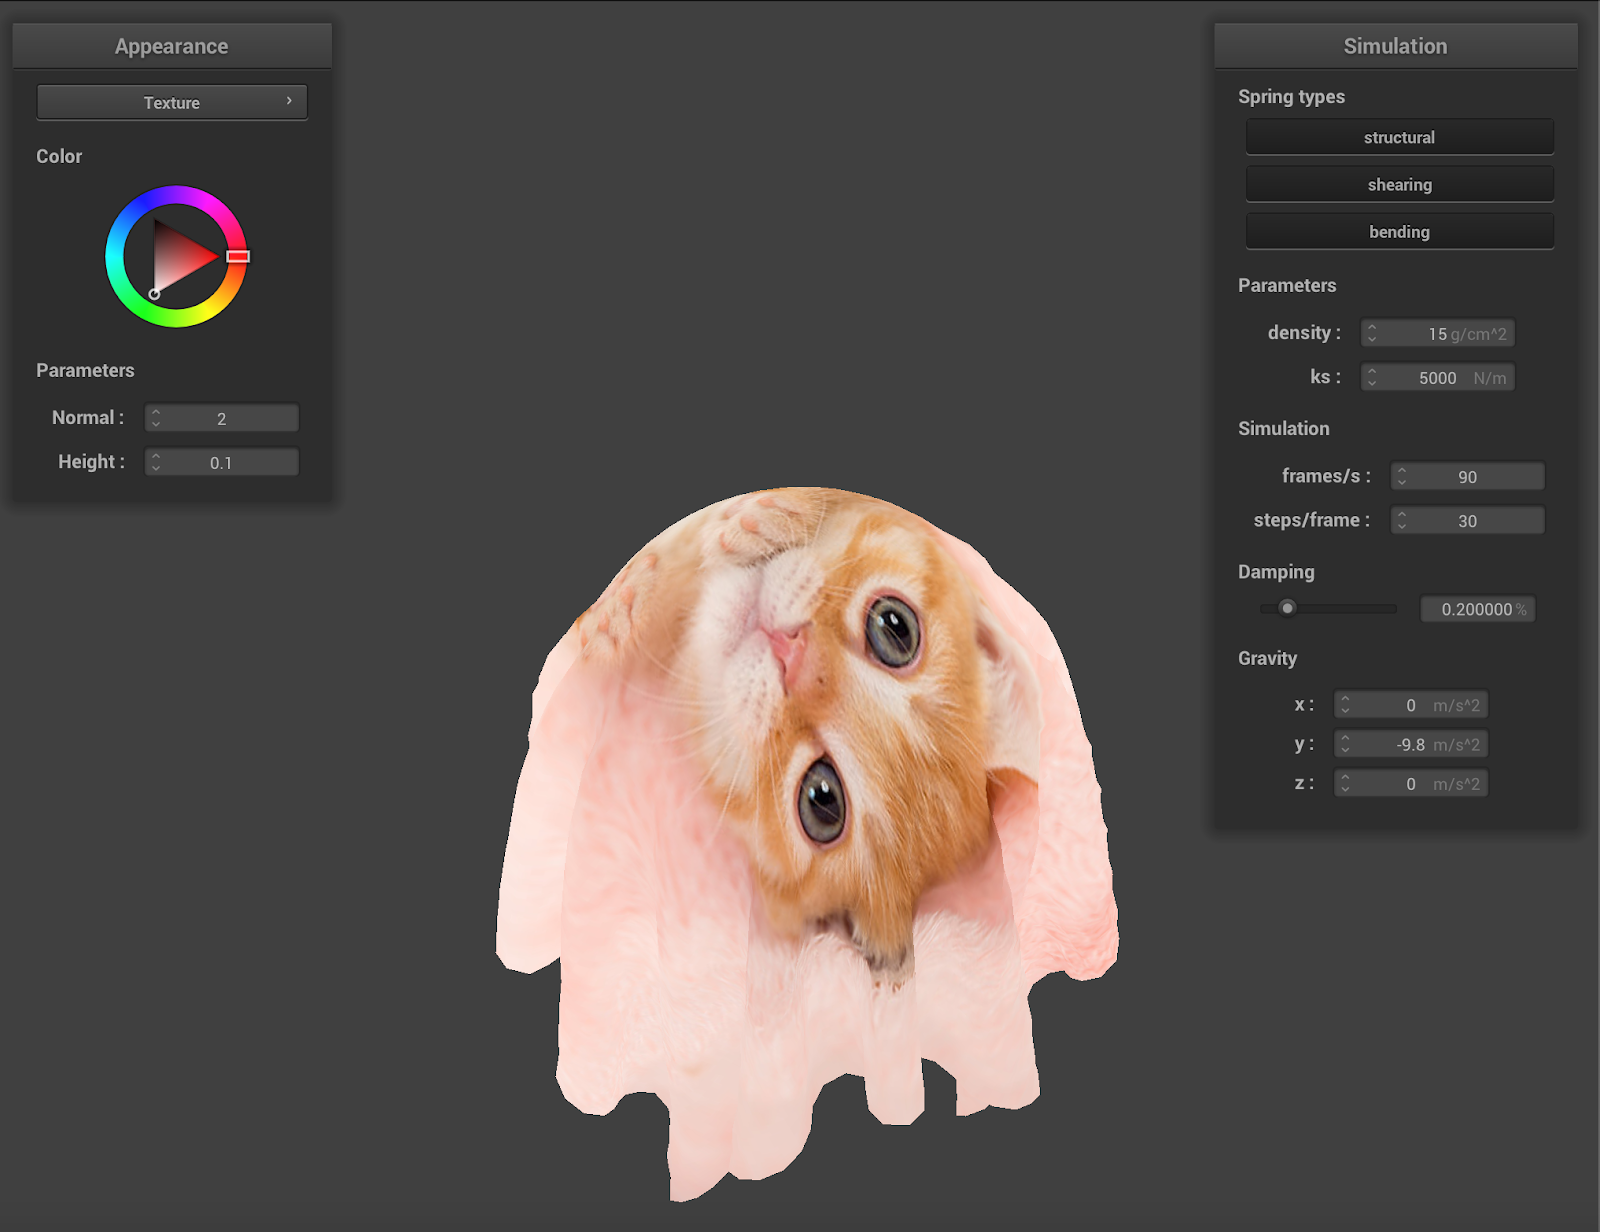 Appearance
Texture
Color
Parameters
Normal : 2
Height : 0.1
Simulation
Spring types
structural
shearing
bending
Parameters
density : 15 g/cm^2
ks : 5000 N/m
Simulation
frames/s : 90
steps/frame : 30
Damping
0.200000 %
Gravity
x : 0 m/s^2
y : -9.8 m/s^2
z : 0 m/s^2